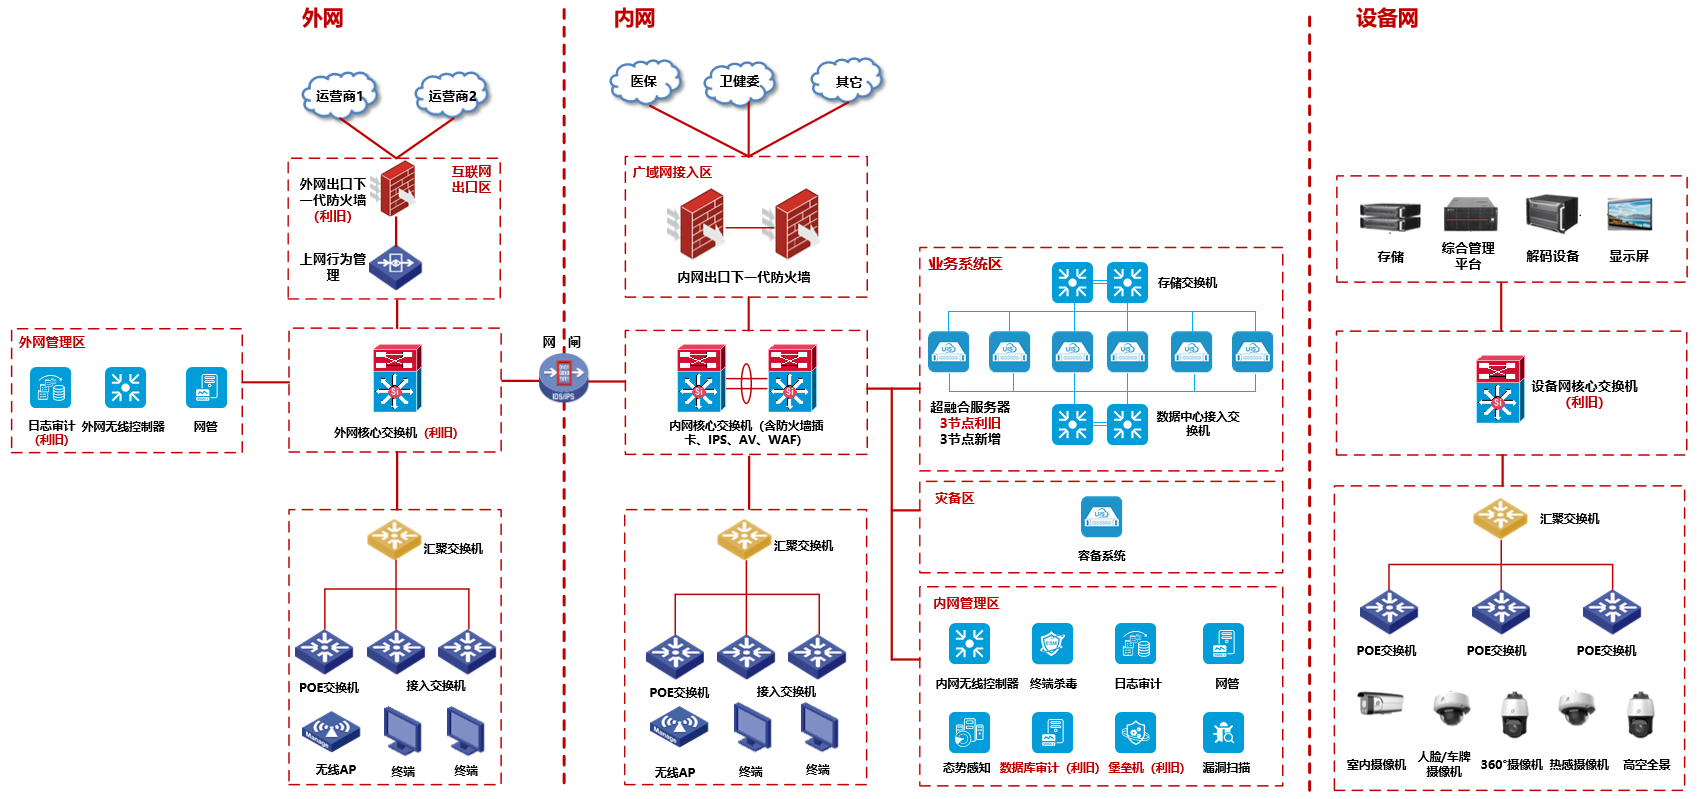 外网
运营商1
运营商2
互联网
出口区
外网出口下
一代防火墙
(利旧)
上网行为管
理
外网管理区
日志审计
(利旧)
外网无线控制器
网管
外网核心交换机（利旧)
汇聚交换机
POE交换机
接入交换机
Manage
无线AP
终端
终端
网 闸
IDS/IPS
内网
医保
卫健委
其它
广域网接入区
内网出口下一代防火墙
SI
SI
内网核心交换机（含防火墙插
卡、IPS、AV、WAF)
汇聚交换机
POE交换机
接入交换机
Manage
无线AP
终端
终端
业务系统区
存储交换机
UIS
UIS
UIS
UIS
UIS
UIS
超融合服务器
3节点利旧
3节点新增
数据中心接入交
换机
灾备区
UIS
容备系统
内网管理区
内网无线控制器
终端杀毒
日志审计
网管
态势感知
数据库审计（利旧)
堡垒机（利旧)
漏洞扫描
设备网
存储
综合管理
平台
解码设备
显示屏
设备网核心交换机
(利旧)
汇聚交换机
POE交换机
POE交换机
POE交换机
室内摄像机
人脸/车牌
摄像机
360°摄像机
热感摄像机
高空全景